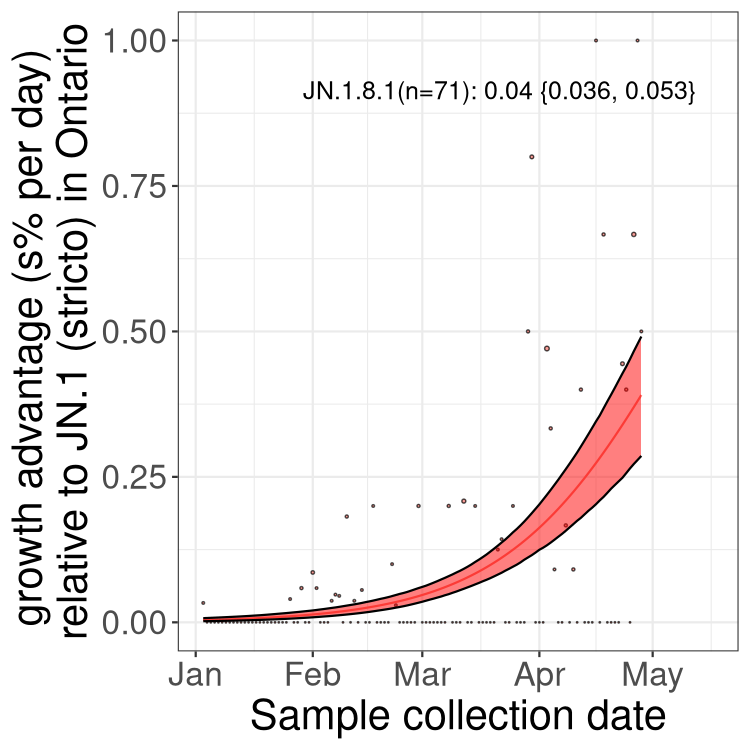 growth advantage (s% per day)
relative to JN.1 (stricto) in Ontario
1.00
0.75
0.50
0.25
0.00
JN.1.8.1(n=71): 0.04 {0.036, 0.053}
Jan Feb Mar Apr May
Sample collection date